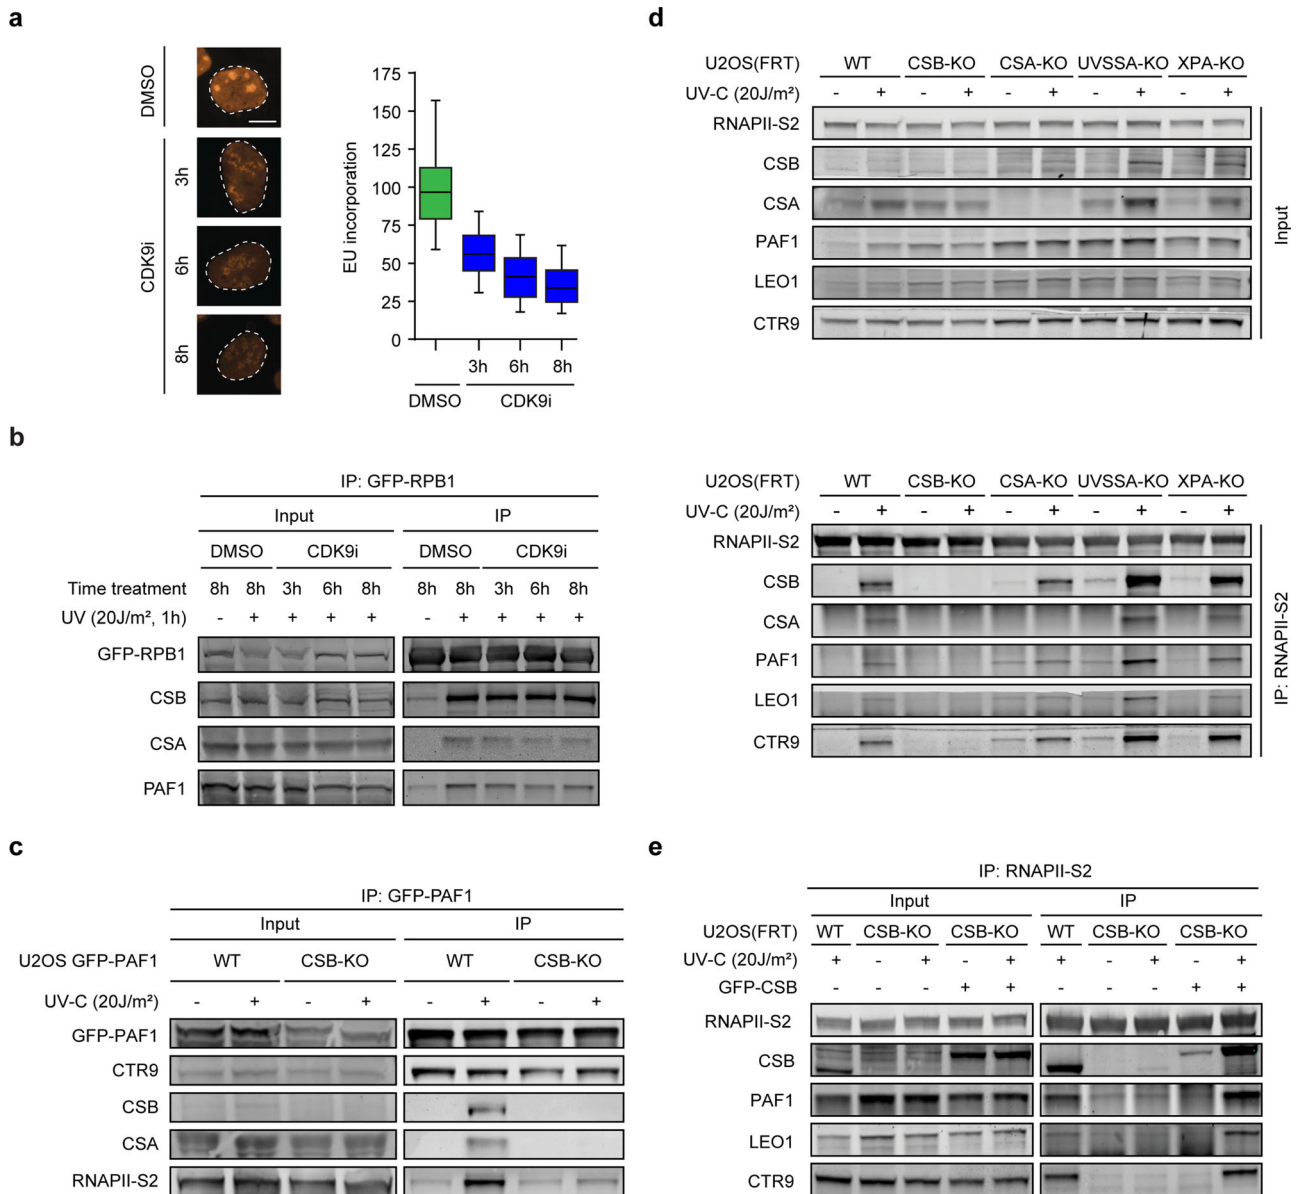 a
DMSO
CDK9i
3h
6h
8h
EU incorporation
175
150
125
100
75
50
25
0
3h 6h 8h
DMSO CDK9i
b
IP: GFP-RPB1
Input IP
DMSO CDK9i DMSO CDK9i
Time treatment 8h 8h 3h 6h 8h 8h 8h 3h 6h 8h
UV (20J/m², 1h) - + + + + - + + + +
GFP-RPB1
CSB
CSA
PAF1
c
IP: GFP-PAF1
Input IP
U2OS GFP-PAF1 WT CSB-KO WT CSB-KO
UV-C (20J/m²) - + - + - + - +
GFP-PAF1
CTR9
CSB
CSA
RNAPII-S2
d
U2OS(FRT) WT CSB-KO CSA-KO UVSSA-KO XPA-KO
UV-C (20J/m²) - + - + - + - + - +
RNAPII-S2
CSB
CSA
PAF1
LEO1
CTR9
Input
U2OS(FRT) WT CSB-KO CSA-KO UVSSA-KO XPA-KO
UV-C (20J/m²) - + - + - + - + - +
RNAPII-S2
CSB
CSA
PAF1
LEO1
CTR9
IP: RNAPII-S2
e
IP: RNAPII-S2
Input IP
U2OS(FRT) WT CSB-KO CSB-KO WT CSB-KO CSB-KO
UV-C (20J/m²) + - + - + + - + - +
GFP-CSB - - + + - - + +
RNAPII-S2
CSB
PAF1
LEO1
CTR9